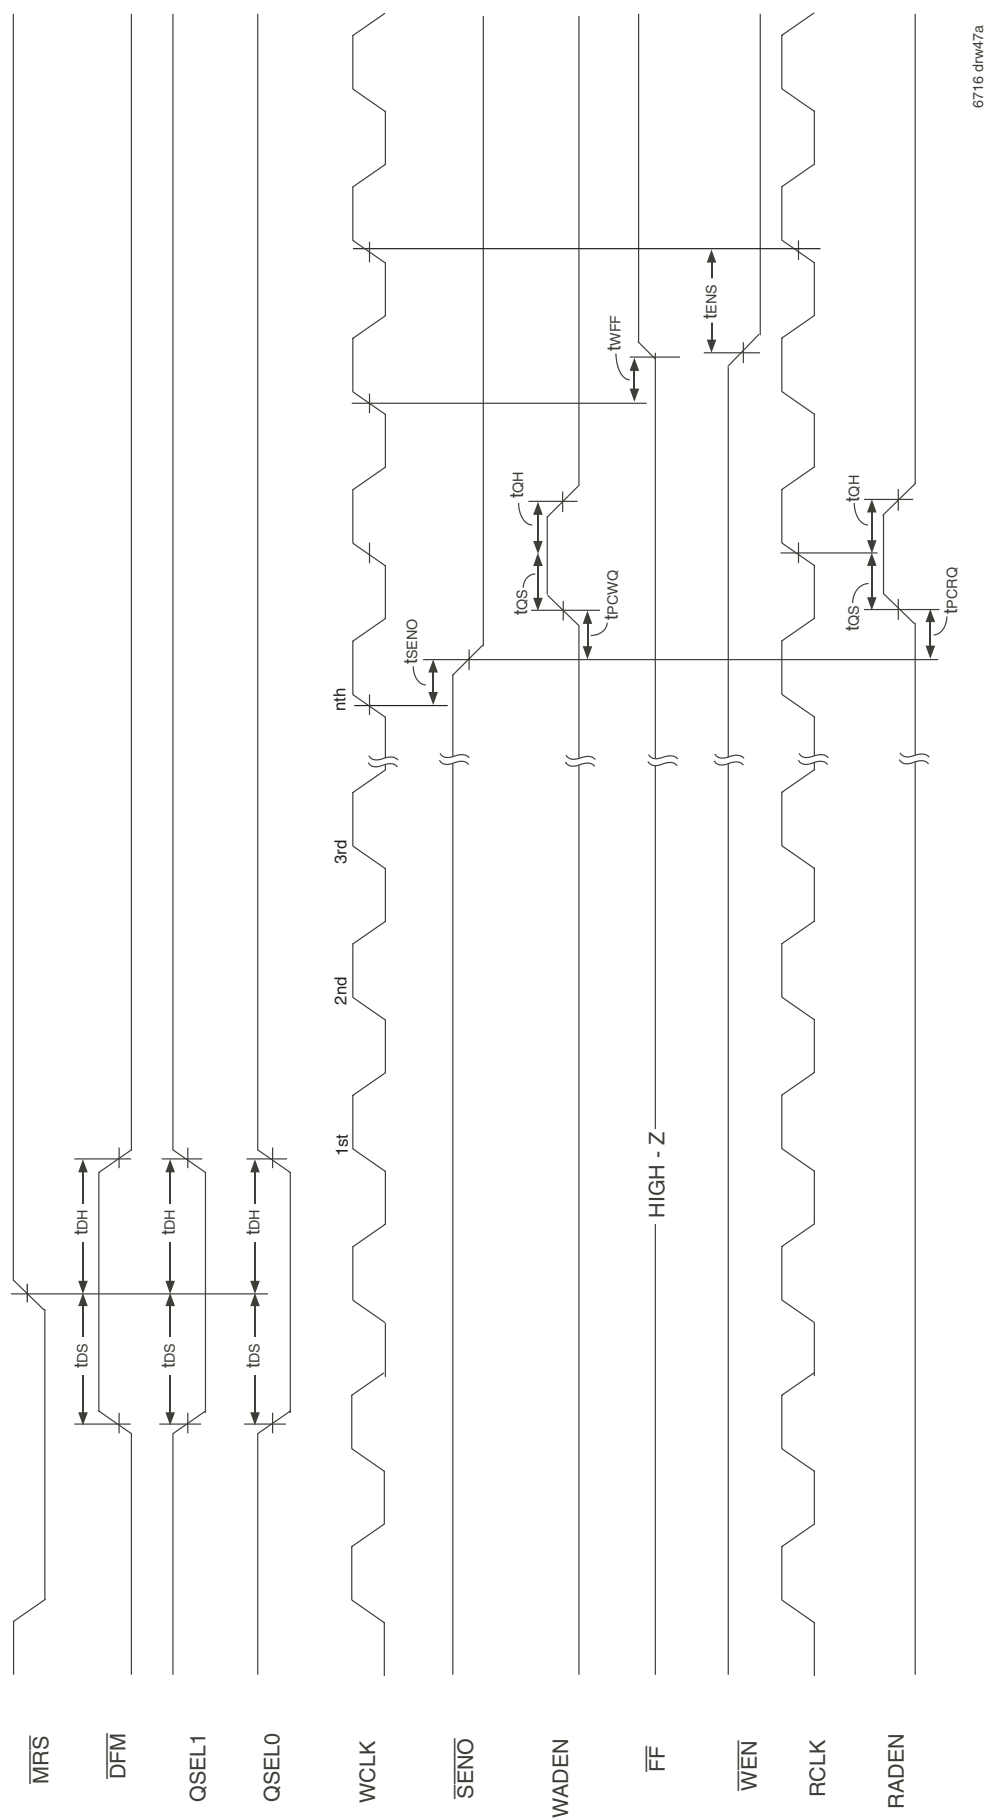 MRS
tDS
tDH
DFM
tDS
tDH
QSEL1
tDS
tDH
QSEL0
1st
2nd
3rd
nth
WCLK
tSENO
SENO
tQS
tQH
tPCWQ
WADEN
tWFF
HIGH - Z
FF
tENS
WEN
RCLK
tQS
tQH
tPCRQ
RADEN
6716 drw47a